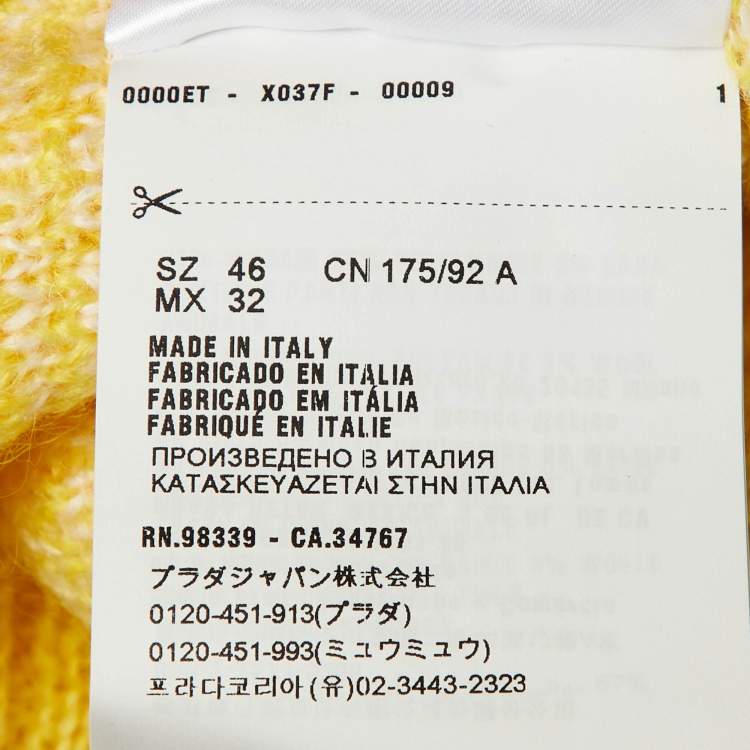 0000ET - X037F - 00009 1
SZ 46 CN 175/92 A
MX 32
MADE IN ITALY
FABRICADO EN ITALIA
FABRICADO EM ITÁLIA
FABRIQUÉ EN ITALIE
ПРОИЗВЕДЕНО В ИТАЛИЯ
ΚΑΤΑΣΚΕΥΑΖΕΤΑΙ ΣΤΗΝ ΙΤΑΛΙΑ
RN.98339 - CA.34767
プラダジャパン株式会社
0120-451-913(プラダ)
0120-451-993(ミュウミュウ)
프라다코리아(유)02-3443-2323